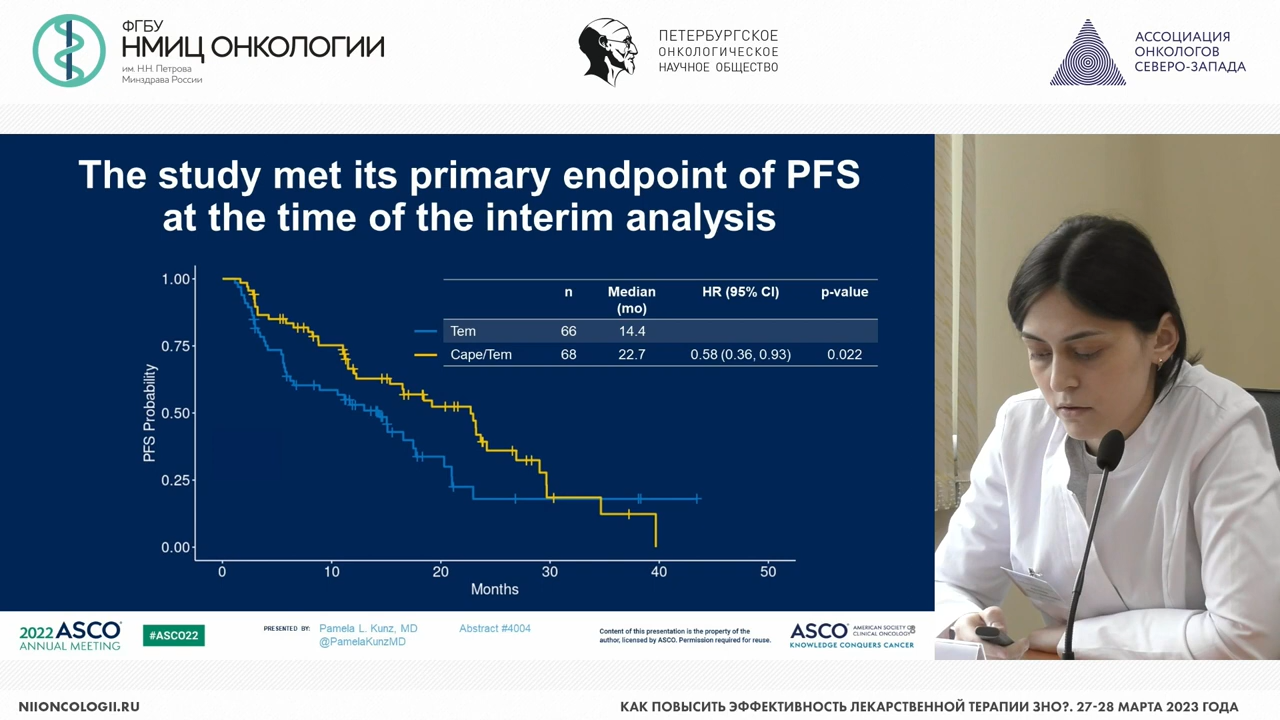 ФГБУ
НМИЦ ОНКОЛОГИИ
им. Н.Н. Петрова
Минздрава России
ПЕТЕРБУРГСКОЕ
ОНКОЛОГИЧЕСКОЕ
НАУЧНОЕ ОБЩЕСТВО
АССОЦИАЦИЯ
ОНКОЛОГОВ
СЕВЕРО-ЗАПАДА
The study met its primary endpoint of PFS
at the time of the interim analysis
n Median (mo) HR (95% CI) p-value
Tem 66 14.4
Cape/Tem 68 22.7 0.58 (0.36, 0.93) 0.022
PFS Probability
1.00
0.75
0.50
0.25
0.00
0 10 20 30 40 50
Months
2022 ASCO
ANNUAL MEETING
#ASCO22
PRESENTED BY: Pamela L. Kunz, MD
@PamelaKunzMD
Abstract #4004
Content of this presentation is the property of the
author, licensed by ASCO. Permission required for reuse.
ASCO AMERICAN SOCIETY OF
CLINICAL ONCOLOGY
KNOWLEDGE CONQUERS CANCER
NIIONCOLOGII.RU
КАК ПОВЫСИТЬ ЭФФЕКТИВНОСТЬ ЛЕКАРСТВЕННОЙ ТЕРАПИИ ЗНО?. 27-28 МАРТА 2023 ГОДА